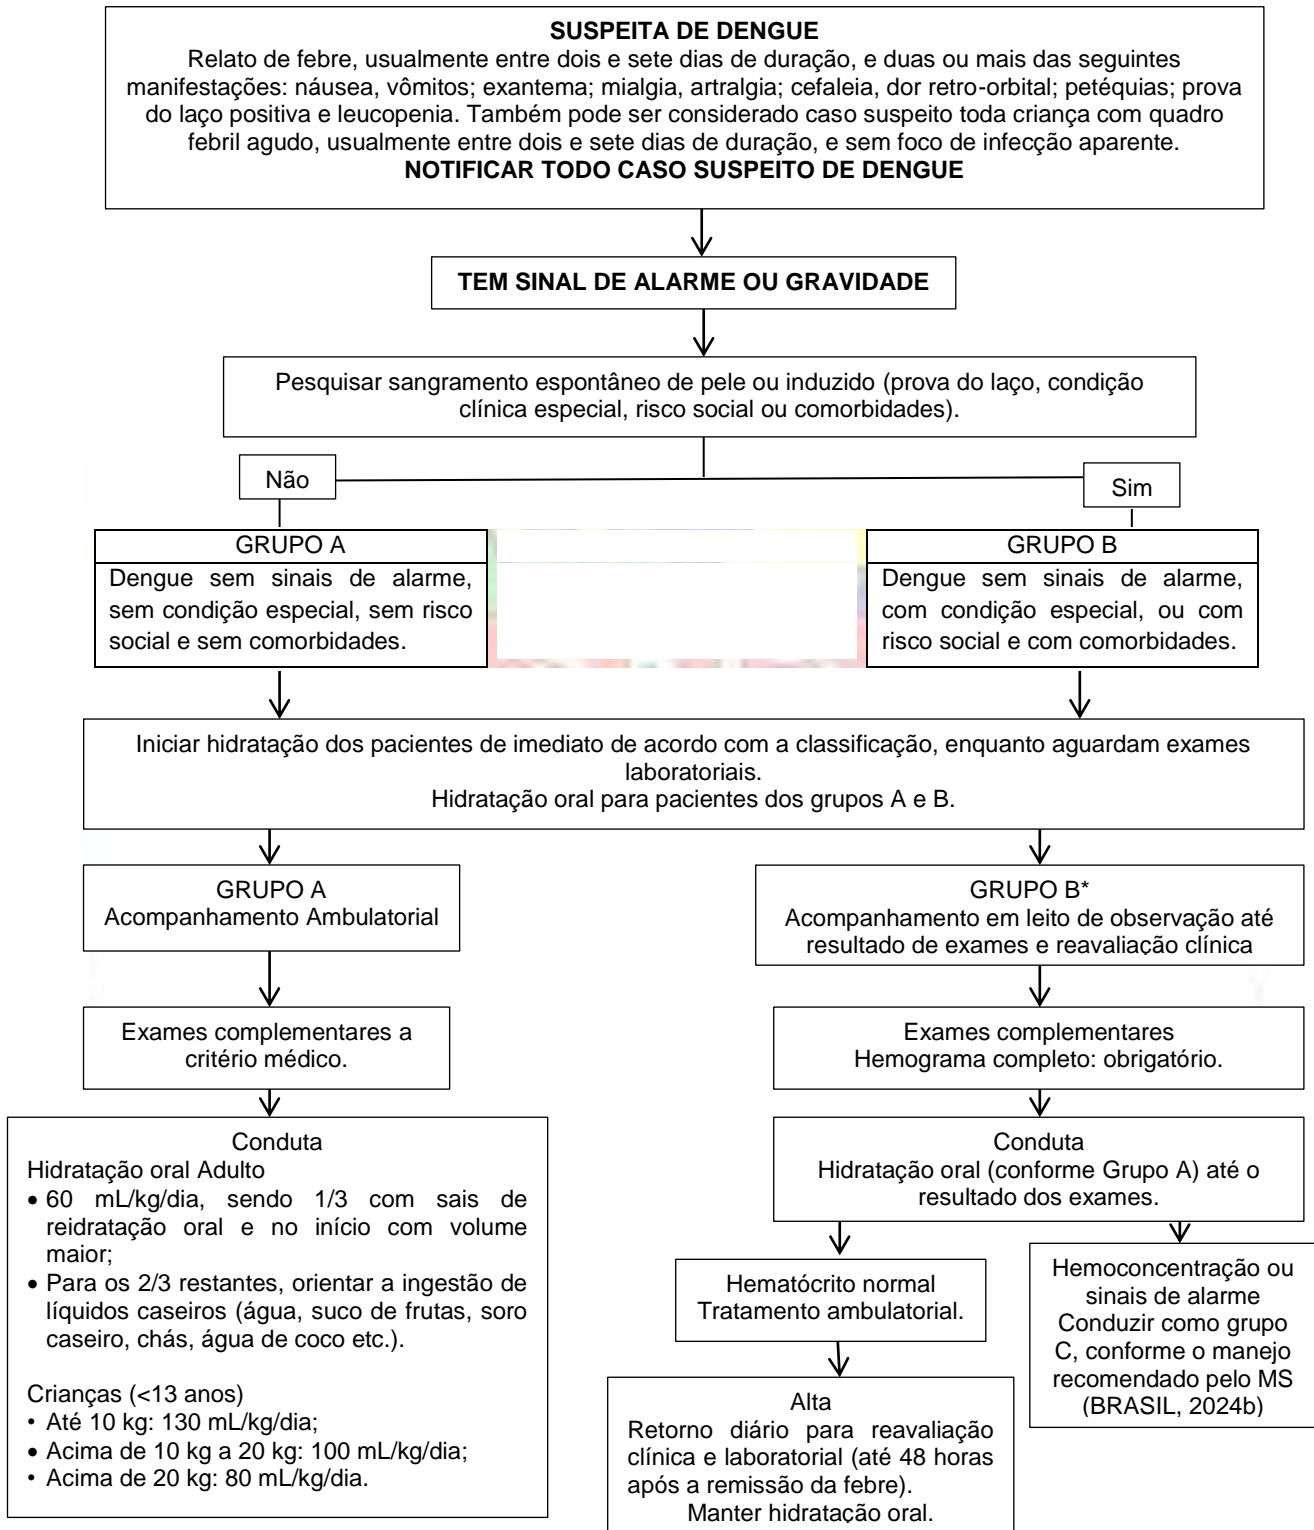 SUSPEITA DE DENGUE
Relato de febre, usualmente entre dois e sete dias de duração, e duas ou mais das seguintes
manifestações: náusea, vômitos; exantema; mialgia, artralgia; cefaleia, dor retro-orbital; petéquias; prova
do laço positiva e leucopenia. Também pode ser considerado caso suspeito toda criança com quadro
febril agudo, usualmente entre dois e sete dias de duração, e sem foco de infecção aparente.
NOTIFICAR TODO CASO SUSPEITO DE DENGUE
TEM SINAL DE ALARME OU GRAVIDADE
Pesquisar sangramento espontâneo de pele ou induzido (prova do laço, condição
clínica especial, risco social ou comorbidades).
Não
Sim
GRUPO A
Dengue sem sinais de alarme,
sem condição especial, sem risco
social e sem comorbidades.
GRUPO B
Dengue sem sinais de alarme,
com condição especial, ou com
risco social e com comorbidades.
Iniciar hidratação dos pacientes de imediato de acordo com a classificação, enquanto aguardam exames
laboratoriais.
Hidratação oral para pacientes dos grupos A e B.
GRUPO A
Acompanhamento Ambulatorial
GRUPO B*
Acompanhamento em leito de observação até
resultado de exames e reavaliação clínica
Exames complementares a
critério médico.
Exames complementares
Hemograma completo: obrigatório.
Conduta
Hidratação oral Adulto
• 60 mL/kg/dia, sendo 1/3 com sais de
reidratação oral e no início com volume
maior;
• Para os 2/3 restantes, orientar a ingestão de
líquidos caseiros (água, suco de frutas, soro
caseiro, chás, água de coco etc.).
Crianças (<13 anos)
• Até 10 kg: 130 mL/kg/dia;
• Acima de 10 kg a 20 kg: 100 mL/kg/dia;
• Acima de 20 kg: 80 mL/kg/dia.
Conduta
Hidratação oral (conforme Grupo A) até o
resultado dos exames.
Hematócrito normal
Tratamento ambulatorial.
Hemoconcentração ou
sinais de alarme
Conduzir como grupo
C, conforme o manejo
recomendado pelo MS
(BRASIL, 2024b)
Alta
Retorno diário para reavaliação
clínica e laboratorial (até 48 horas
após a remissão da febre).
Manter hidratação oral.